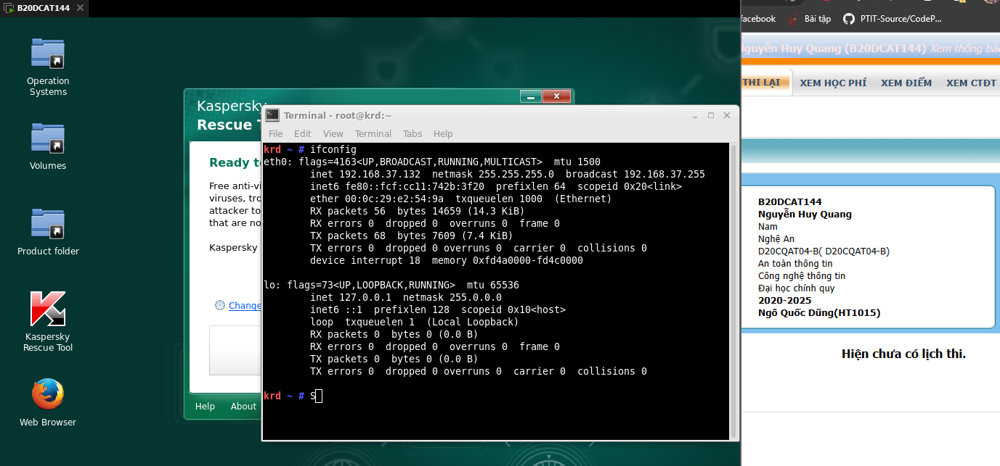 B20DCAT144
Operation
Systems
Volumes
Product folder
Kaspersky
Rescue Tool
Web Browser
Kaspersky
Rescue
Ready
Free anti-vi
viruses, tro
attacker to
that are no
Kaspersky
Change
Help About
Terminal - root@krd:~
File Edit View Terminal Tabs Help
krd ~ # ifconfig
eth0: flags=4163<UP,BROADCAST,RUNNING,MULTICAST>  mtu 1500
        inet 192.168.37.132  netmask 255.255.255.0  broadcast 192.168.37.255
        inet6 fe80::fcf:cc11:742b:3f20  prefixlen 64  scopeid 0x20<link>
        ether 00:0c:29:e2:54:9a  txqueuelen 1000  (Ethernet)
        RX packets 56  bytes 14659 (14.3 KiB)
        RX errors 0  dropped 0  overruns 0  frame 0
        TX packets 68  bytes 7609 (7.4 KiB)
        TX errors 0  dropped 0 overruns 0  carrier 0  collisions 0
        device interrupt 18  memory 0xfd4a0000-fd4c0000
lo: flags=73<UP,LOOPBACK,RUNNING>  mtu 65536
        inet 127.0.0.1  netmask 255.0.0.0
        inet6 ::1  prefixlen 128  scopeid 0x10<host>
        loop  txqueuelen 1  (Local Loopback)
        RX packets 0  bytes 0 (0.0 B)
        RX errors 0  dropped 0  overruns 0  frame 0
        TX packets 0  bytes 0 (0.0 B)
        TX errors 0  dropped 0 overruns 0  carrier 0  collisions 0
krd ~ # S
facebook Bài tập PTIT-Source/CodeP...
Nguyễn Huy Quang (B20DCAT144) Xem thông báo
THI LẠI XEM HỌC PHÍ XEM ĐIỂM XEM CTĐT
B20DCAT144
Nguyễn Huy Quang
Nam
Nghệ An
D20CQAT04-B( D20CQAT04-B)
An toàn thông tin
Công nghệ thông tin
Đại học chính quy
2020-2025
Ngô Quốc Dũng(HT1015)
Hiện chưa có lịch thi.